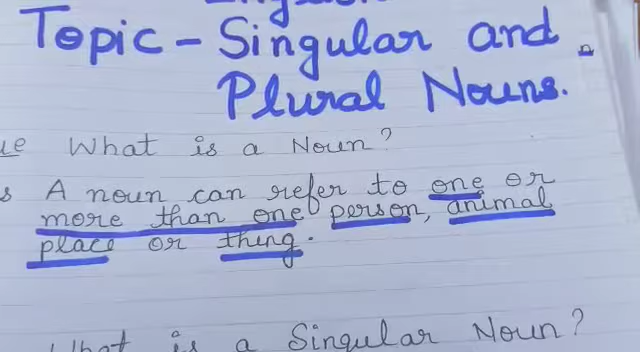 Topic - Singular and
Plural Nouns.
What is a Noun?
A noun can refer to one or
more than one person, animal
place or thing.
What is a Singular Noun?